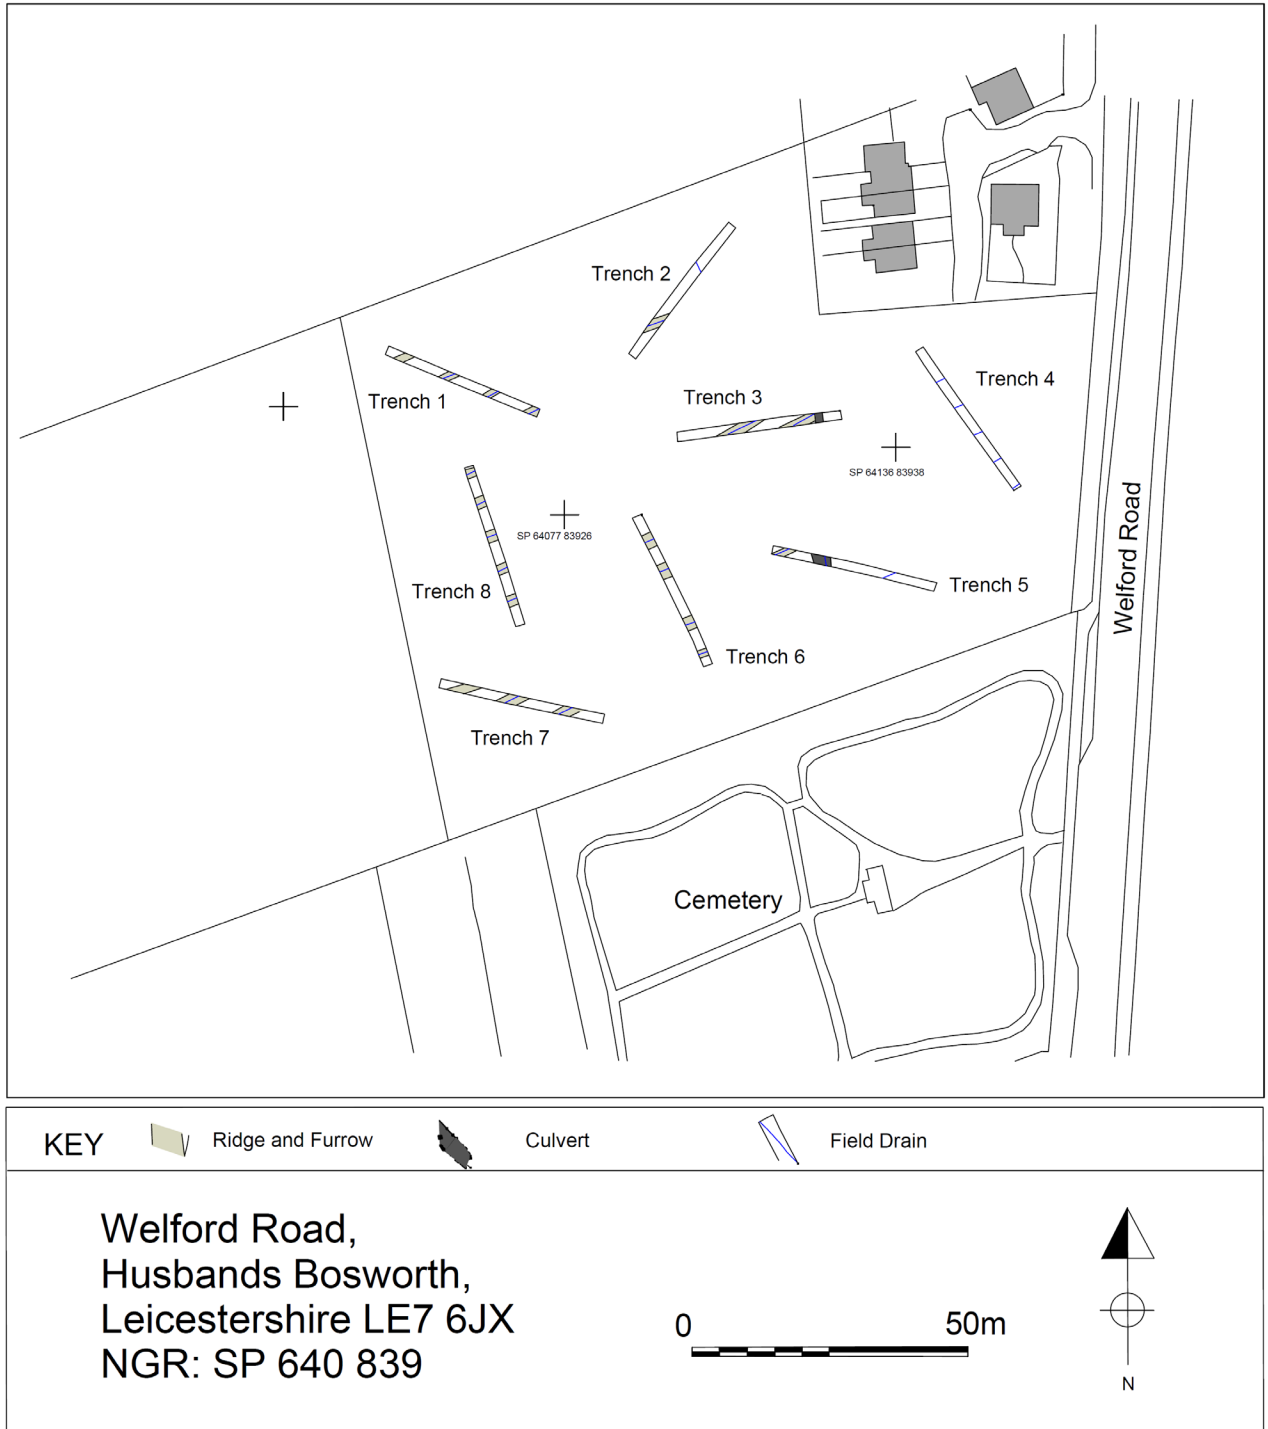 Trench 2
Trench 4
Trench 3
Trench 1
SP 64136 83938
SP 64077 83926
Welford Road
Trench 8
Trench 5
Trench 6
Trench 7
Cemetery
KEY
Ridge and Furrow
Culvert
Field Drain
Welford Road,
Husbands Bosworth,
Leicestershire LE7 6JX
NGR: SP 640 839
0 50m
N